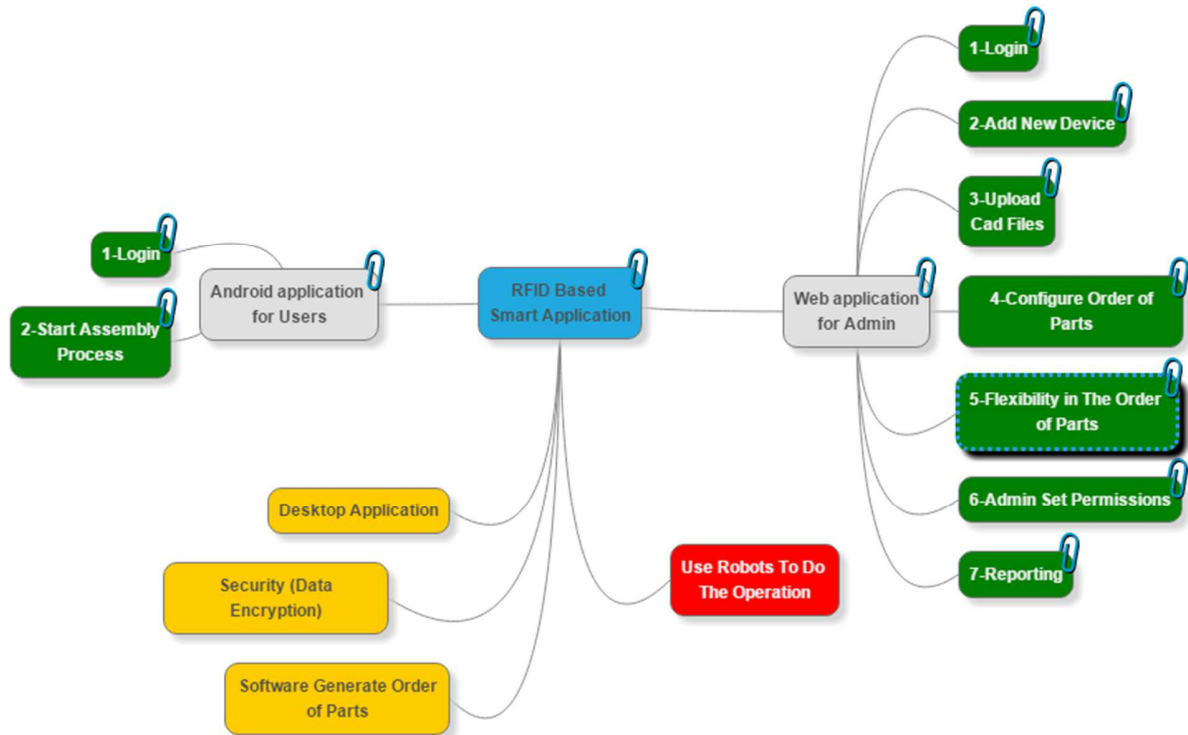 1-Login
2-Start Assembly
Process
Android application
for Users
RFID Based
Smart Application
Web application
for Admin
1-Login
2-Add New Device
3-Upload
Cad Files
4-Configure Order of
Parts
5-Flexibility in The Order
of Parts
6-Admin Set Permissions
7-Reporting
Desktop Application
Security (Data
Encryption)
Software Generate Order
of Parts
Use Robots To Do
The Operation